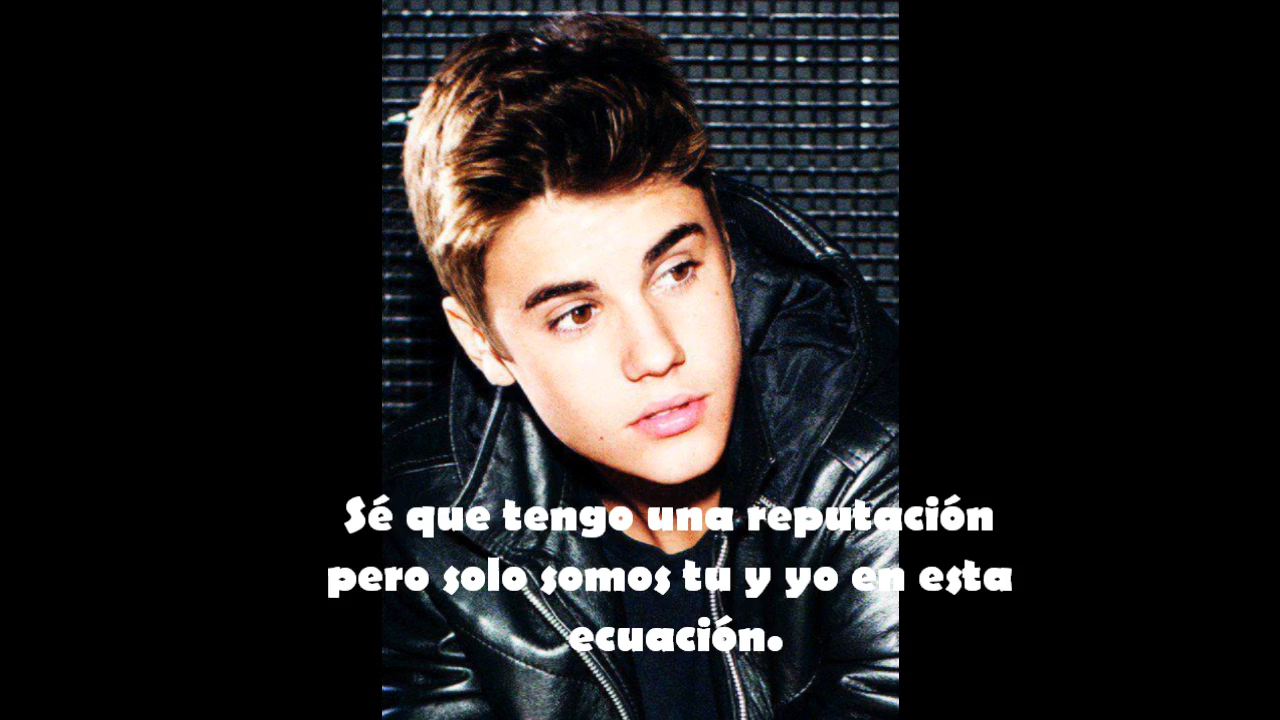 Sé que tengo una reputación
pero solo somos tu y yo en esta
ecuación.